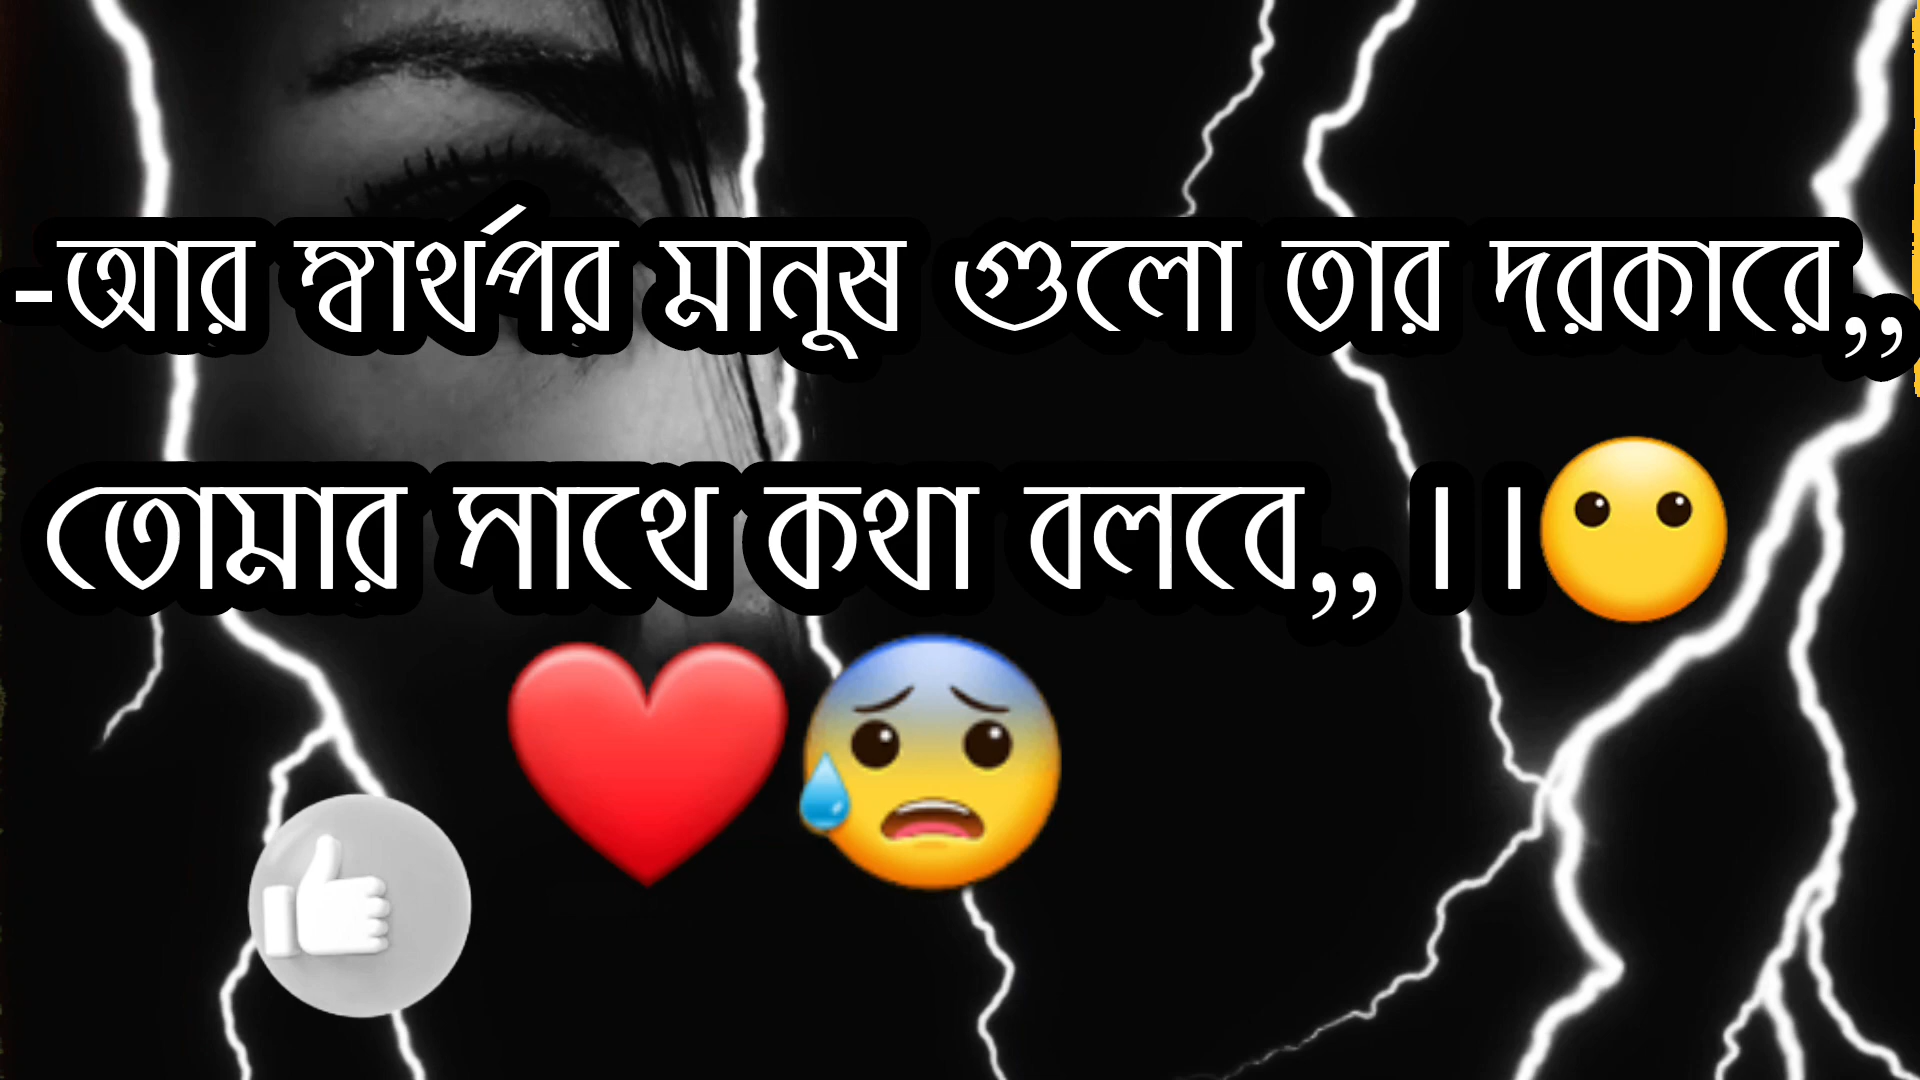 -আর স্বার্থপর মানুষ গুলো তার দরকারে,,
তোমার সাথে কথা বলবে,, ।।😶
❤️😰